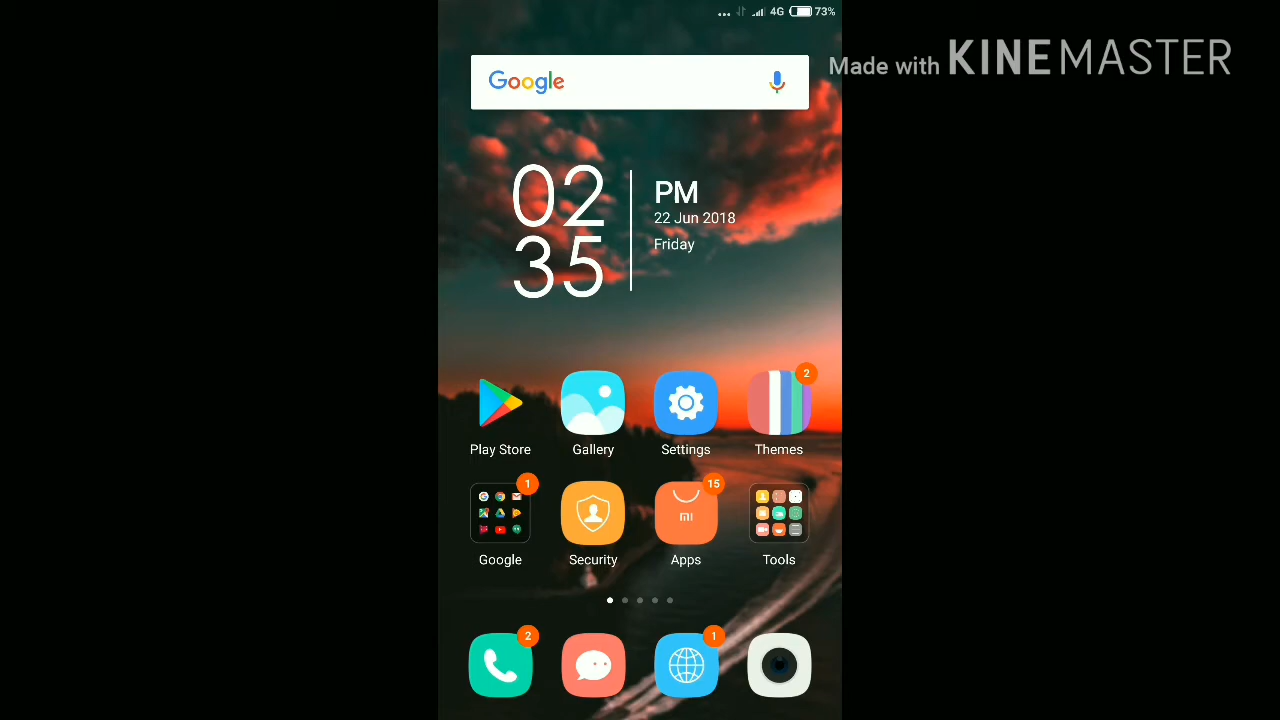 4G 73%
Made with KINEMASTER
Google
02
35
PM
22 Jun 2018
Friday
2
Play Store
Gallery
Settings
Themes
1
15
mi
Google
Security
Apps
Tools
2
1